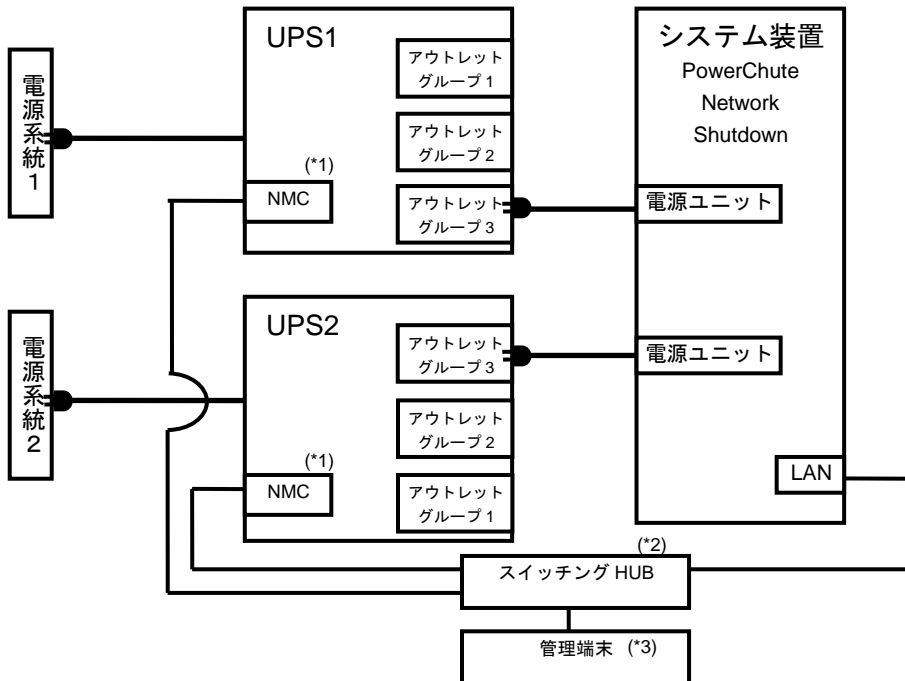 電源系統1
UPS1
アウトレット
グループ1
アウトレット
グループ2
アウトレット
グループ3
(*1)
NMC
システム装置
PowerChute
Network
Shutdown
電源ユニット
電源ユニット
LAN
電源系統2
UPS2
アウトレット
グループ3
アウトレット
グループ2
アウトレット
グループ1
(*1)
NMC
(*2)
スイッチング HUB
管理端末 (*3)